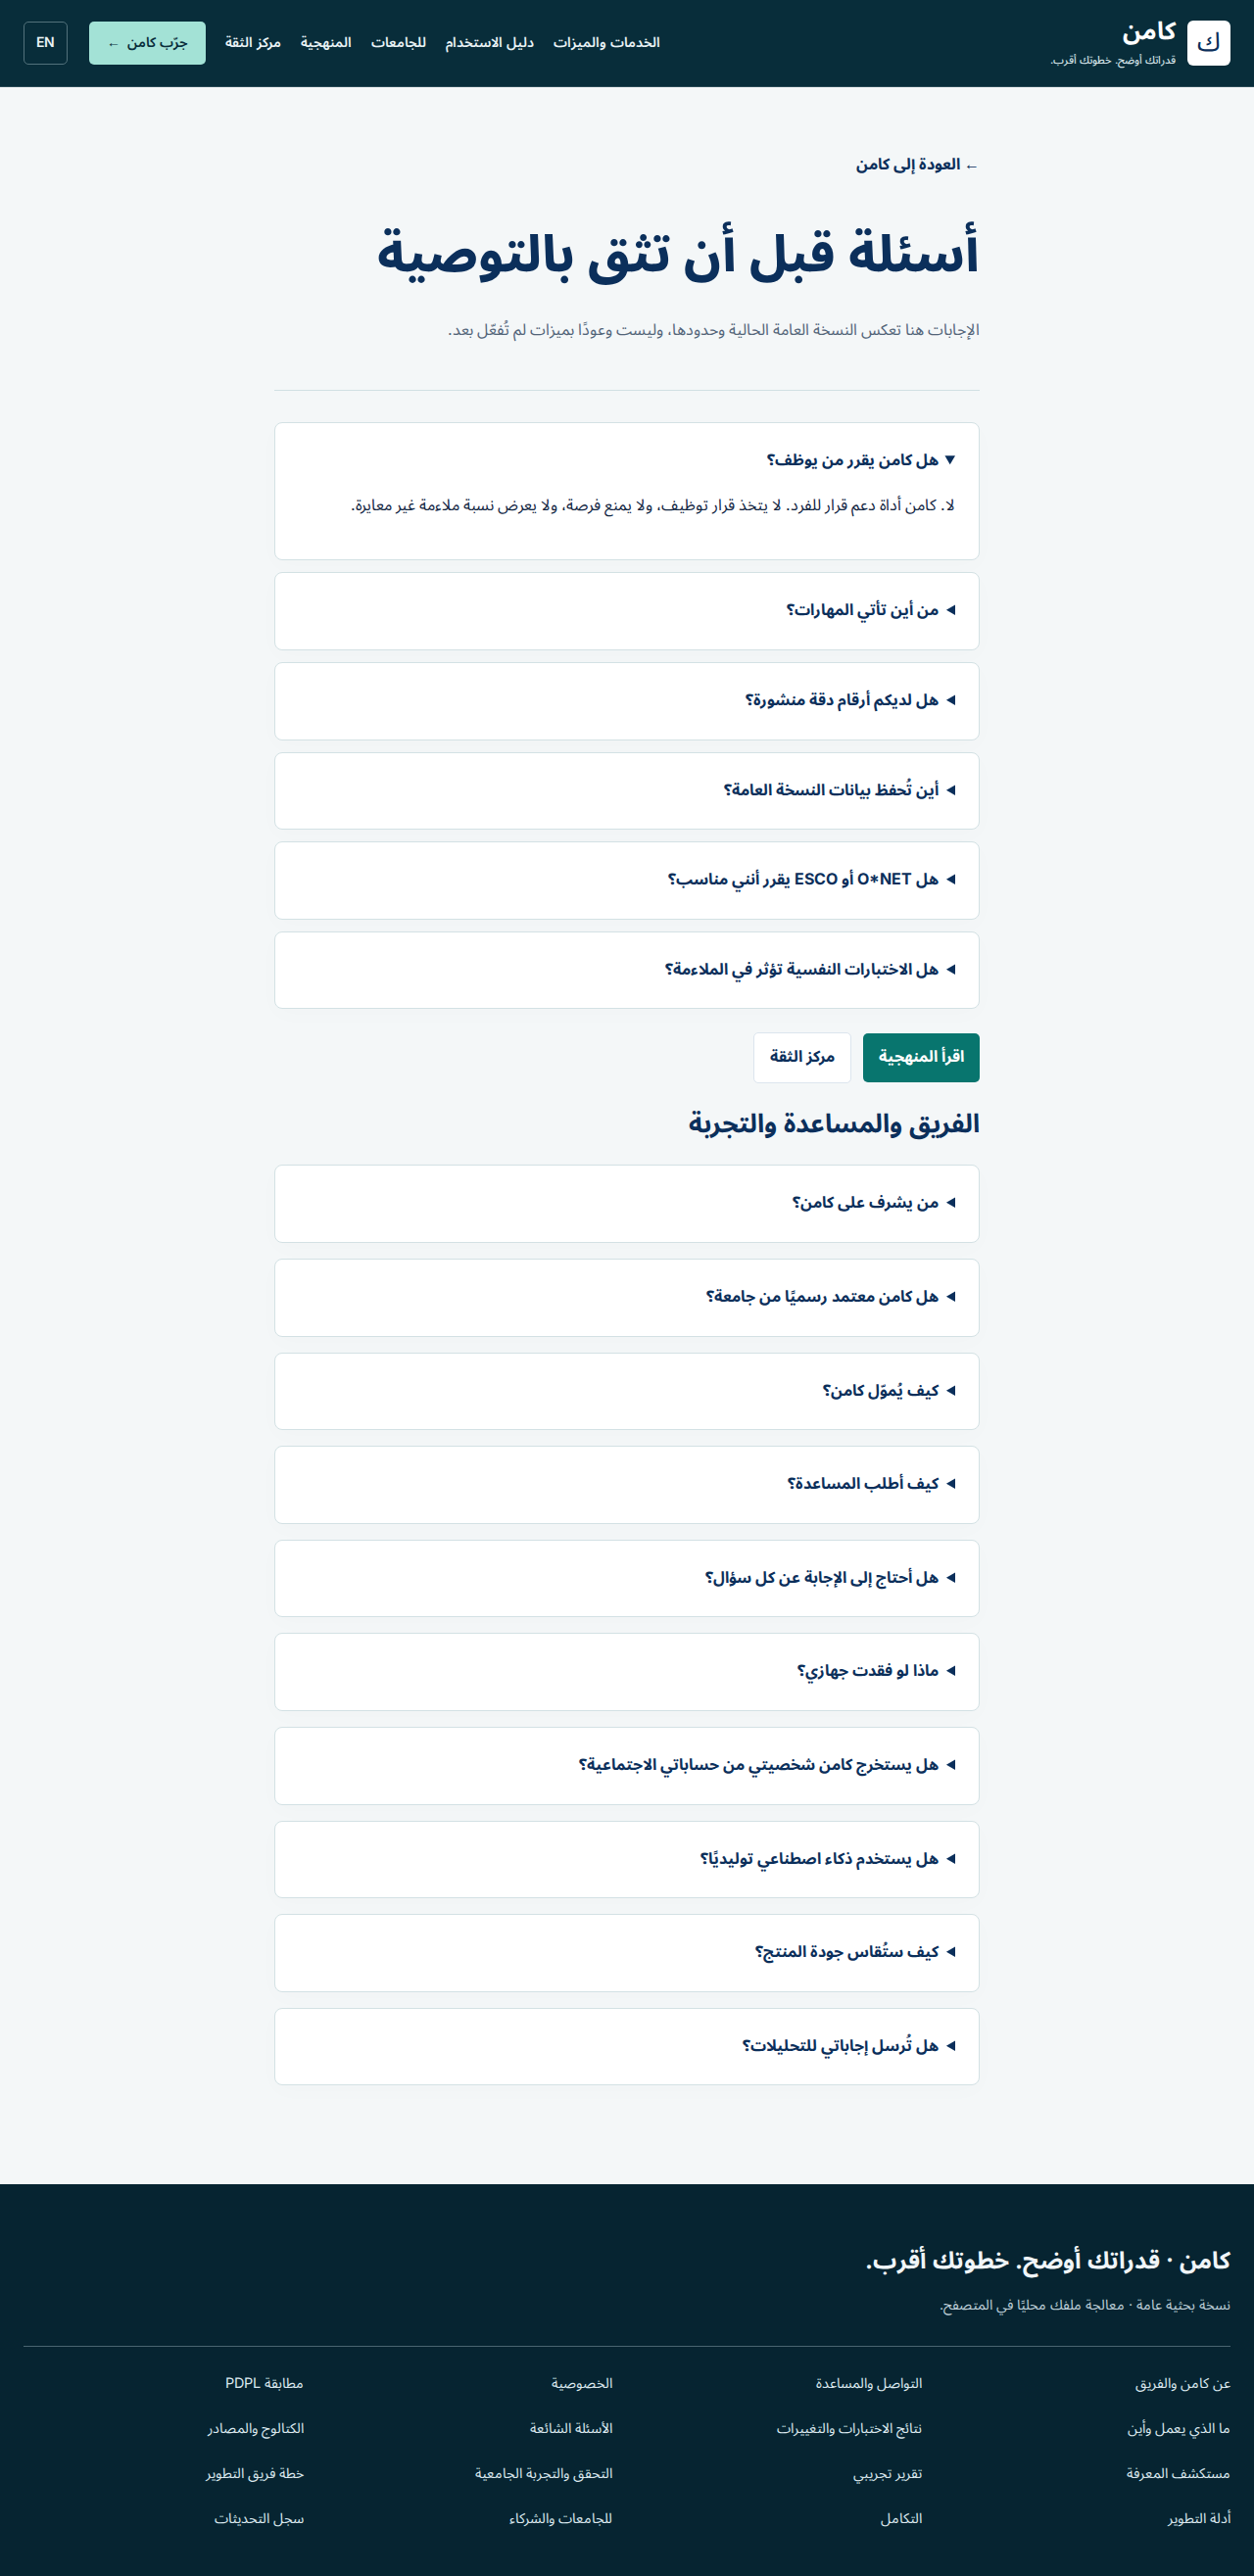 كامن
قدراتك أوضح. خطوتك أقرب.
ك
الخدمات والميزات
دليل الاستخدام
للجامعات
المنهجية
مركز الثقة
جرّب كامن ←
EN
← العودة إلى كامن
أسئلة قبل أن تثق بالتوصية
الإجابات هنا تعكس النسخة العامة الحالية وحدودها، وليست وعودًا بميزات لم تُفعّل بعد.
هل كامن يقرر من يوظف؟
لا. كامن أداة دعم قرار للفرد. لا يتخذ قرار توظيف، ولا يمنع فرصة، ولا يعرض نسبة ملاءمة غير معايرة.
من أين تأتي المهارات؟
هل لديكم أرقام دقة منشورة؟
أين تُحفظ بيانات النسخة العامة؟
هل O*NET أو ESCO يقرر أنني مناسب؟
هل الاختبارات النفسية تؤثر في الملاءمة؟
اقرأ المنهجية
مركز الثقة
الفريق والمساعدة والتجربة
من يشرف على كامن؟
هل كامن معتمد رسميًا من جامعة؟
كيف يُموّل كامن؟
كيف أطلب المساعدة؟
هل أحتاج إلى الإجابة عن كل سؤال؟
ماذا لو فقدت جهازي؟
هل يستخرج كامن شخصيتي من حساباتي الاجتماعية؟
هل يستخدم ذكاء اصطناعي توليديًا؟
كيف ستُقاس جودة المنتج؟
هل تُرسل إجاباتي للتحليلات؟
كامن · قدراتك أوضح. خطوتك أقرب.
نسخة بحثية عامة · معالجة ملفك محليًا في المتصفح.
عن كامن والفريق
التواصل والمساعدة
الخصوصية
مطابقة PDPL
ما الذي يعمل وأين
نتائج الاختبارات والتغييرات
الأسئلة الشائعة
الكتالوج والمصادر
مستكشف المعرفة
تقرير تجريبي
التحقق والتجربة الجامعية
خطة فريق التطوير
أدلة التطوير
التكامل
للجامعات والشركاء
سجل التحديثات